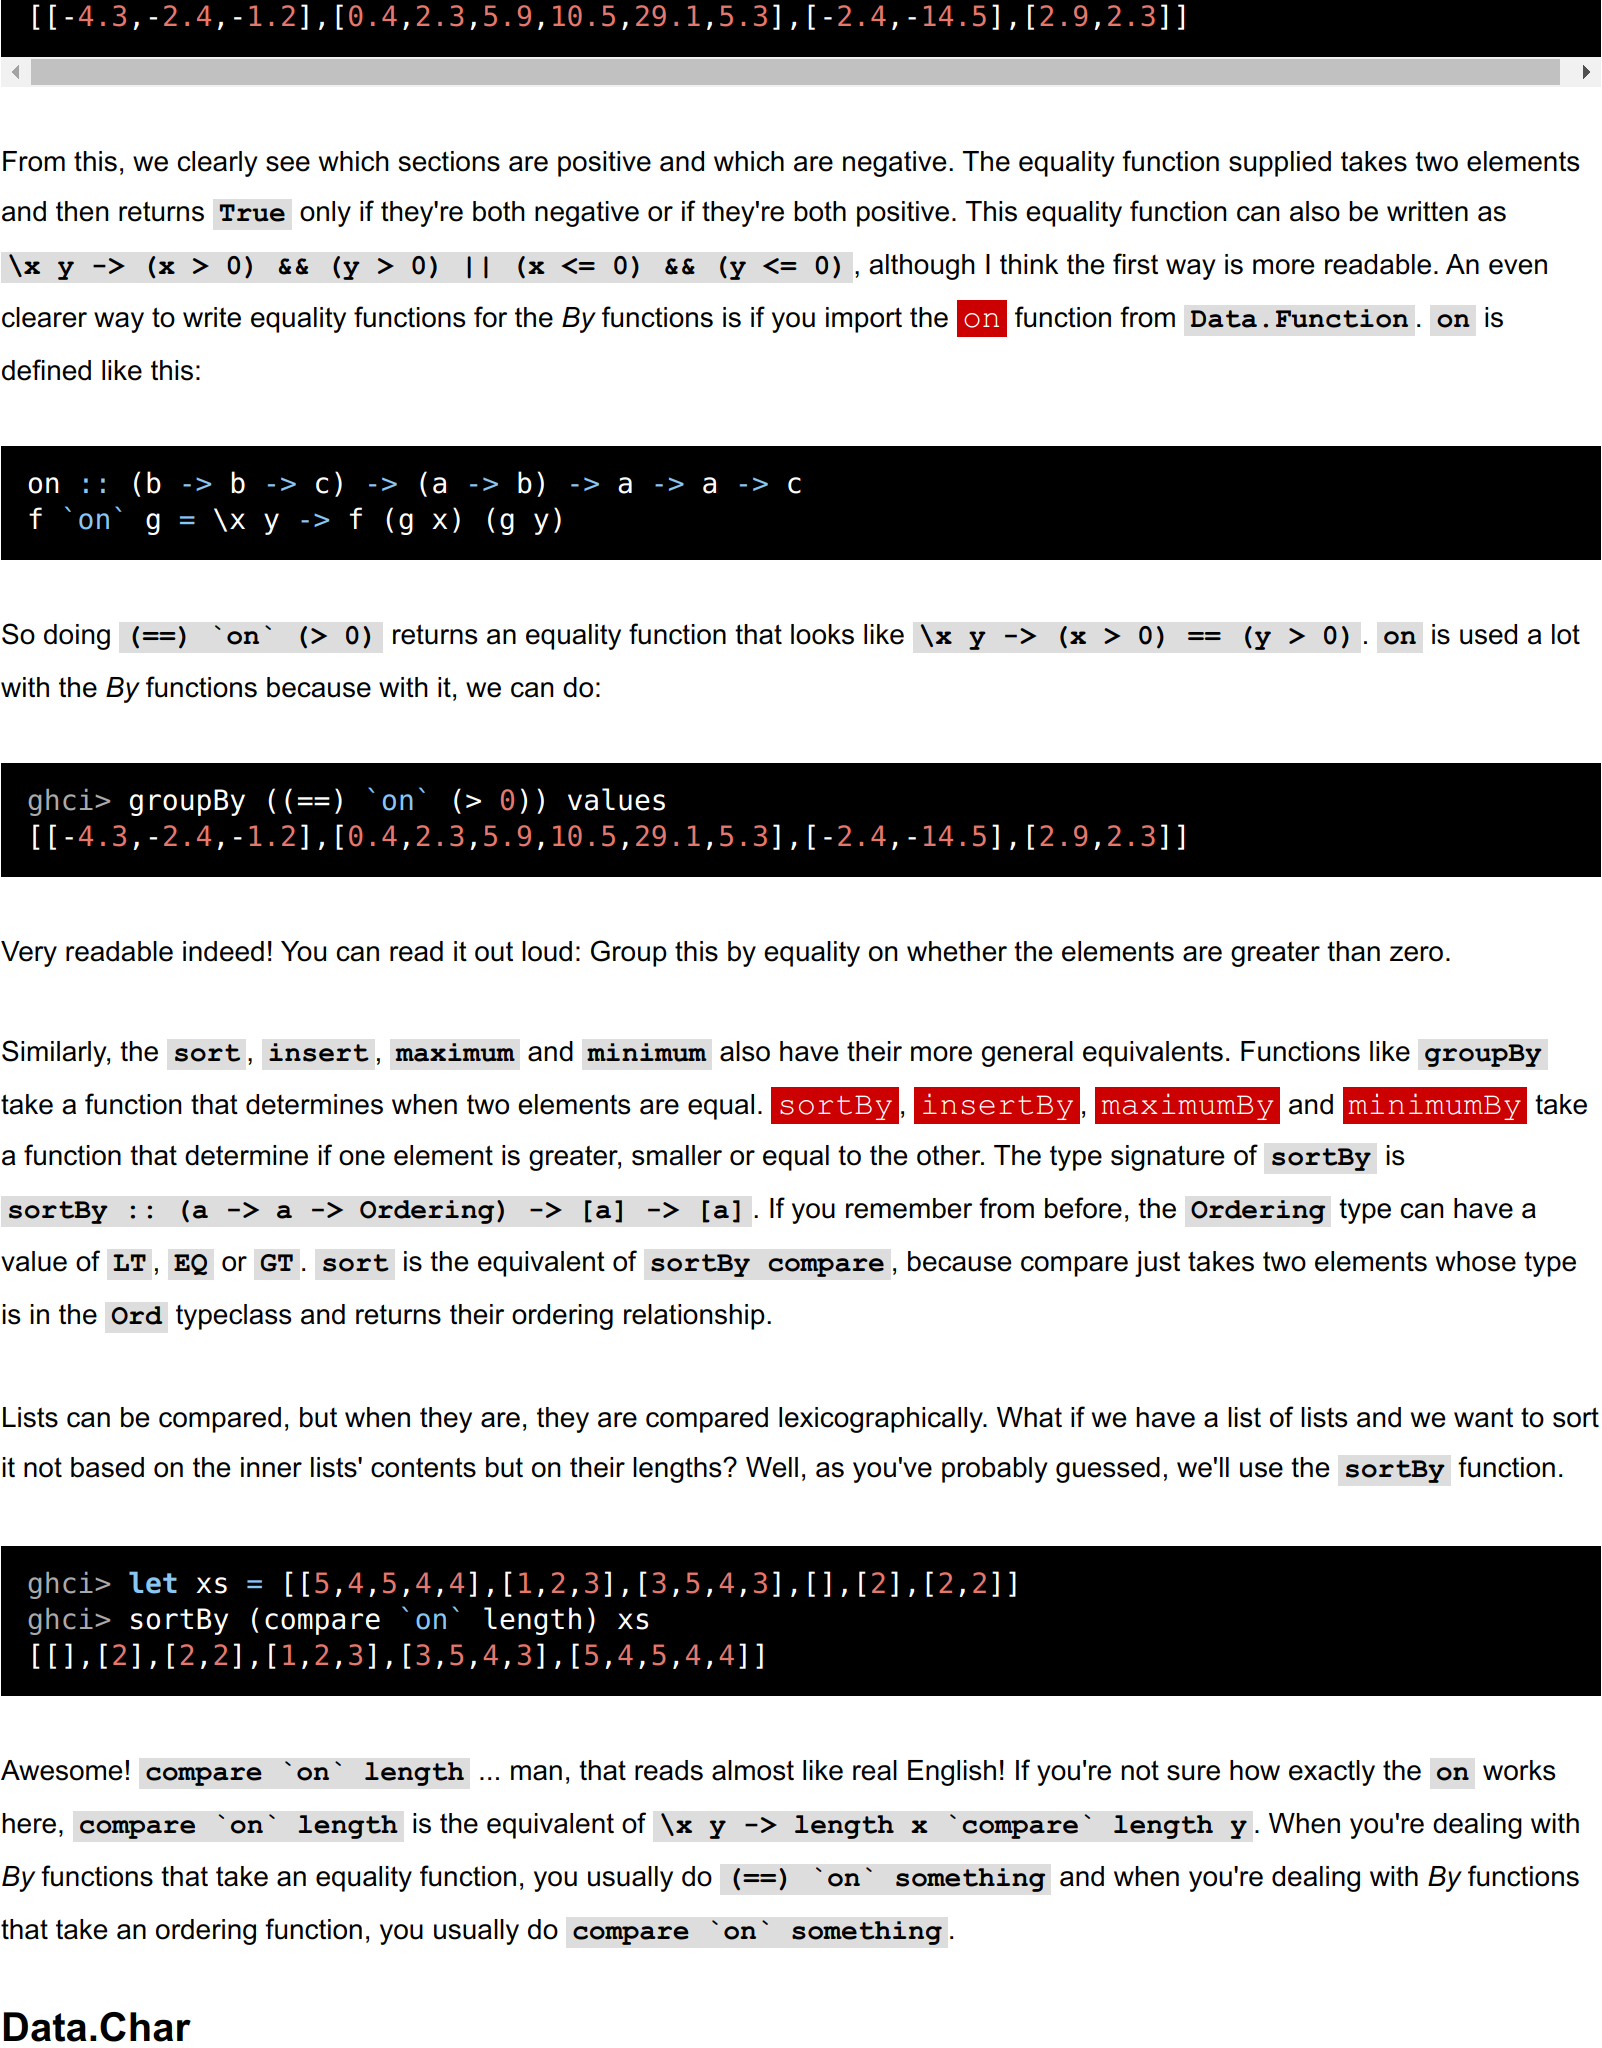 [[-4.3,-2.4,-1.2],[0.4,2.3,5.9,10.5,29.1,5.3],[-2.4,-14.5],[2.9,2.3]]
From this, we clearly see which sections are positive and which are negative. The equality function supplied takes two elements
and then returns True only if they're both negative or if they're both positive. This equality function can also be written as
\x y -> (x > 0) && (y > 0) || (x <= 0) && (y <= 0), although I think the first way is more readable. An even
clearer way to write equality functions for the By functions is if you import the on function from Data.Function. on is
defined like this:
on :: (b -> b -> c) -> (a -> b) -> a -> a -> c
f `on` g = \x y -> f (g x) (g y)
So doing (==) `on` (> 0) returns an equality function that looks like \x y -> (x > 0) == (y > 0). on is used a lot
with the By functions because with it, we can do:
ghci> groupBy ((==) `on` (> 0)) values
[[-4.3,-2.4,-1.2],[0.4,2.3,5.9,10.5,29.1,5.3],[-2.4,-14.5],[2.9,2.3]]
Very readable indeed! You can read it out loud: Group this by equality on whether the elements are greater than zero.
Similarly, the sort, insert, maximum and minimum also have their more general equivalents. Functions like groupBy
take a function that determines when two elements are equal. sortBy, insertBy, maximumBy and minimumBy take
a function that determine if one element is greater, smaller or equal to the other. The type signature of sortBy is
sortBy :: (a -> a -> Ordering) -> [a] -> [a]. If you remember from before, the Ordering type can have a
value of LT, EQ or GT. sort is the equivalent of sortBy compare, because compare just takes two elements whose type
is in the Ord typeclass and returns their ordering relationship.
Lists can be compared, but when they are, they are compared lexicographically. What if we have a list of lists and we want to sort
it not based on the inner lists' contents but on their lengths? Well, as you've probably guessed, we'll use the sortBy function.
ghci> let xs = [[5,4,5,4,4],[1,2,3],[3,5,4,3],[],[2],[2,2]]
ghci> sortBy (compare `on` length) xs
[[],[2],[2,2],[1,2,3],[3,5,4,3],[5,4,5,4,4]]
Awesome! compare `on` length ... man, that reads almost like real English! If you're not sure how exactly the on works
here, compare `on` length is the equivalent of \x y -> length x `compare` length y. When you're dealing with
By functions that take an equality function, you usually do (==) `on` something and when you're dealing with By functions
that take an ordering function, you usually do compare `on` something.
Data.Char